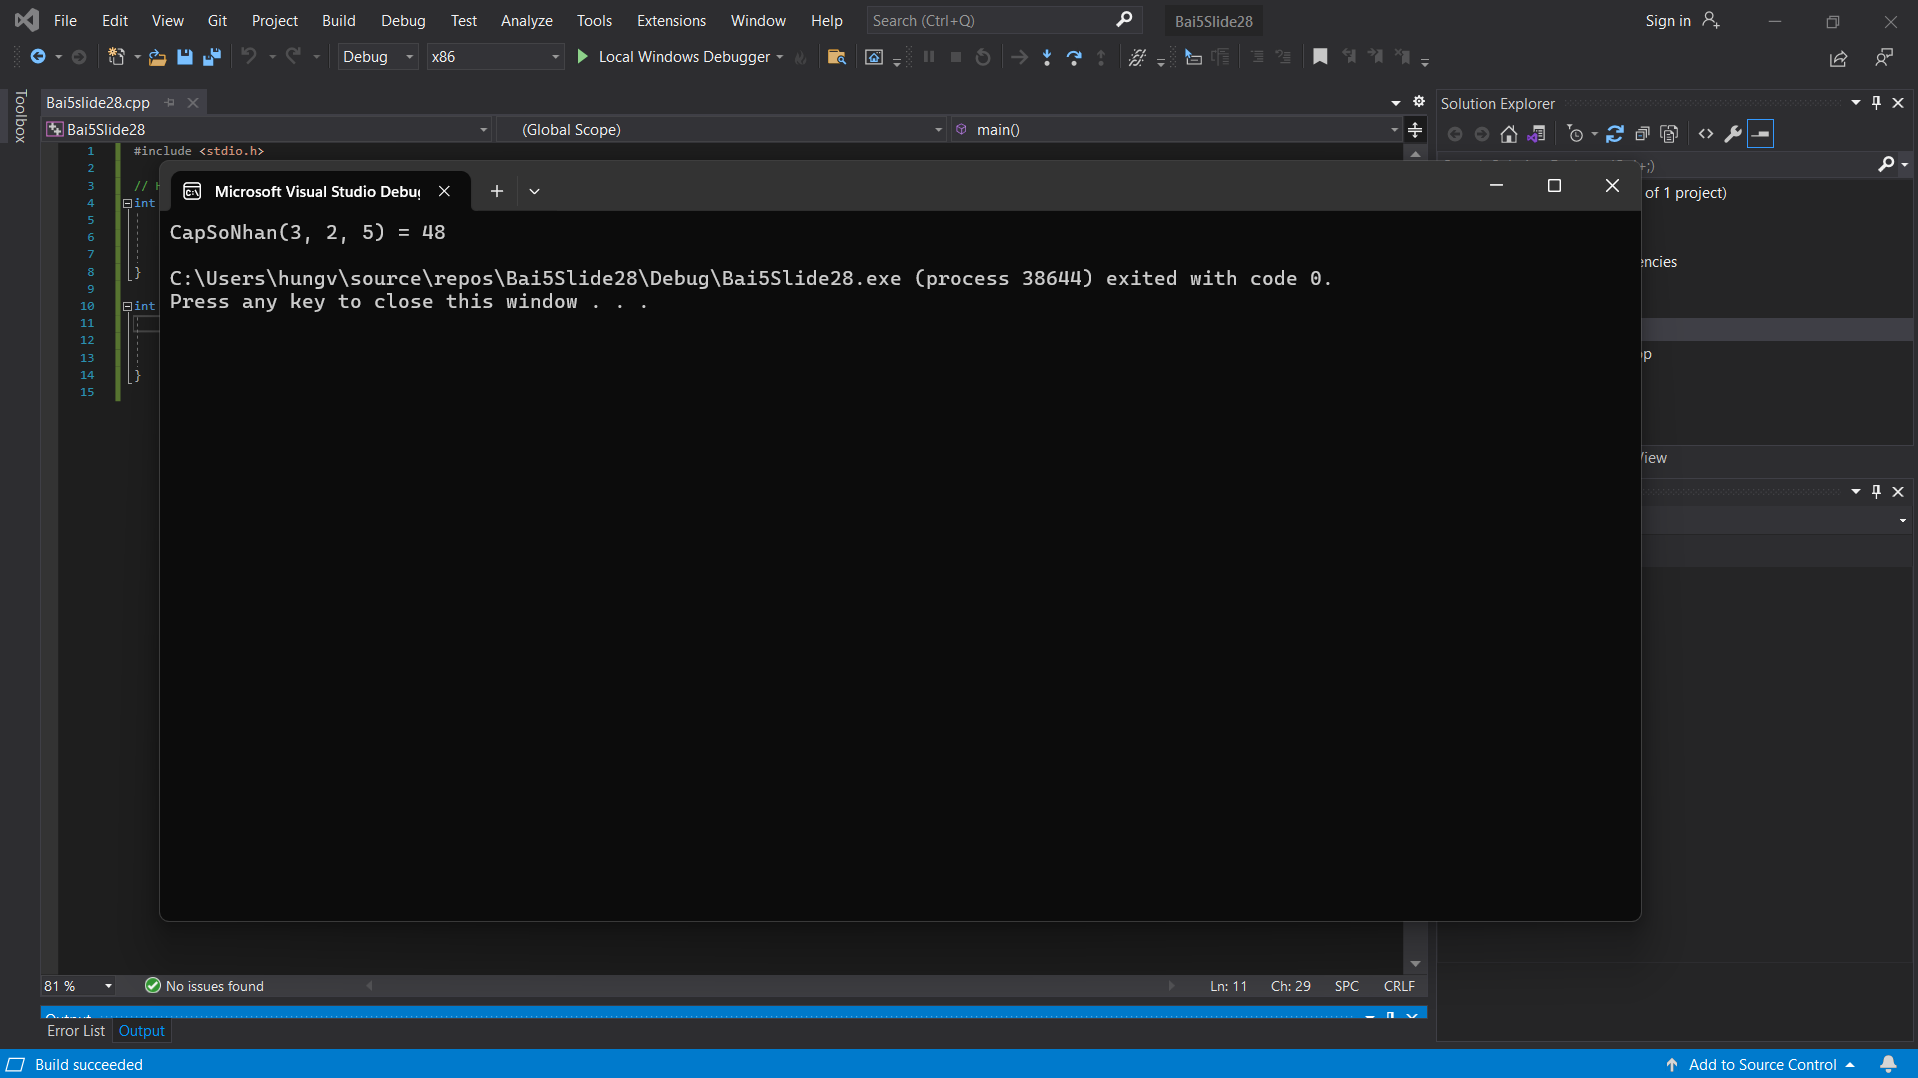 File Edit View Git Project Build Debug Test Analyze Tools Extensions Window Help Search (Ctrl+Q) Bai5Slide28 Sign in
Debug x86 Local Windows Debugger
Toolbox
Bai5slide28.cpp
Bai5Slide28 (Global Scope) main()
1 #include <stdio.h>
2
3 //
4 int
5
6
7
8 }
9
10 int
11
12
13
14 }
15
Microsoft Visual Studio Debug
CapSoNhan(3, 2, 5) = 48
C:\Users\hungv\source\repos\Bai5Slide28\Debug\Bai5Slide28.exe (process 38644) exited with code 0.
Press any key to close this window . . .
Solution Explorer
of 1 project)
encies
pp
View
81 % No issues found Ln: 11 Ch: 29 SPC CRLF
Output
Error List Output
Build succeeded Add to Source Control